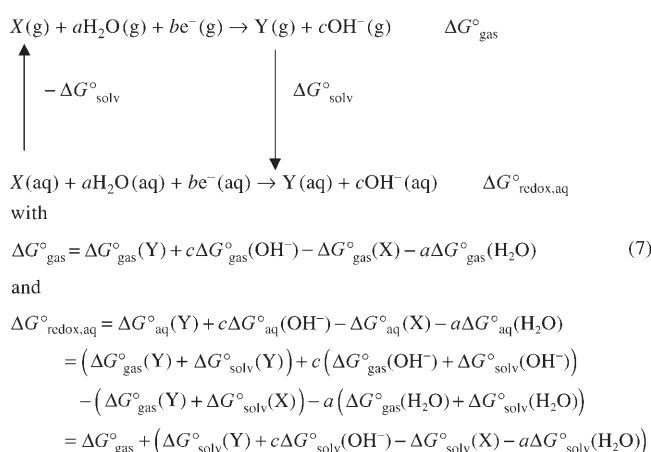 X(g) + aH₂O(g) + be⁻(g) → Y(g) + cOH⁻(g) ΔG°gas
− ΔG°solv ΔG°solv
X(aq) + aH₂O(aq) + be⁻(aq) → Y(aq) + cOH⁻(aq) ΔG°redox,aq
with
ΔG°gas = ΔG°gas(Y) + cΔG°gas(OH⁻) − ΔG°gas(X) − aΔG°gas(H₂O) (7)
and
ΔG°redox,aq = ΔG°aq(Y) + cΔG°aq(OH⁻) − ΔG°aq(X) − aΔG°aq(H₂O)
= (ΔG°gas(Y) + ΔG°solv(Y)) + c(ΔG°gas(OH⁻) + ΔG°solv(OH⁻))
−(ΔG°gas(Y) + ΔG°solv(X)) − a(ΔG°gas(H₂O) + ΔG°solv(H₂O))
= ΔG°gas + (ΔG°solv(Y) + cΔG°solv(OH⁻) − ΔG°solv(X) − aΔG°solv(H₂O))